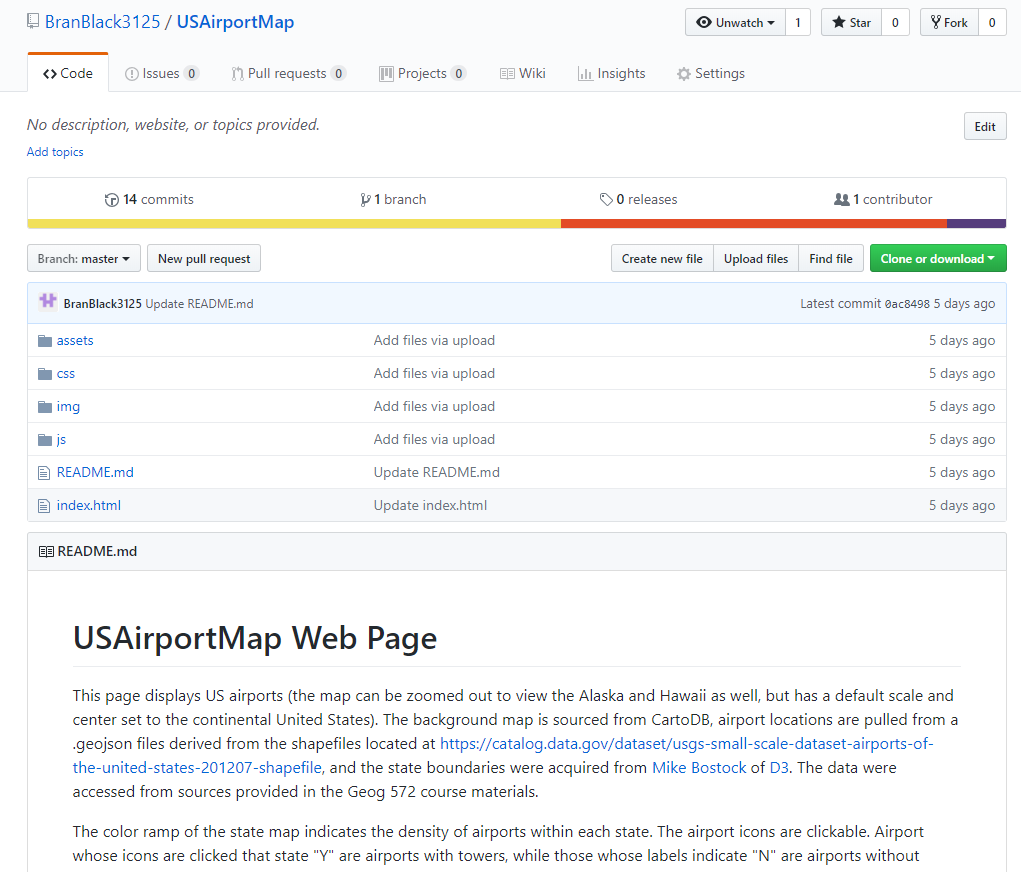 BranBlack3125 / USAirportMap Unwatch 1 Star 0 Fork 0
Code Issues 0 Pull requests 0 Projects 0 Wiki Insights Settings
No description, website, or topics provided. Edit
Add topics
14 commits 1 branch 0 releases 1 contributor
Branch: master New pull request Create new file Upload files Find file Clone or download
BranBlack3125 Update README.md Latest commit 0ac8498 5 days ago
assets Add files via upload 5 days ago
css Add files via upload 5 days ago
img Add files via upload 5 days ago
js Add files via upload 5 days ago
README.md Update README.md 5 days ago
index.html Update index.html 5 days ago
README.md
USAirportMap Web Page
This page displays US airports (the map can be zoomed out to view the Alaska and Hawaii as well, but has a default scale and
center set to the continental United States). The background map is sourced from CartoDB, airport locations are pulled from a
.geojson files derived from the shapefiles located at https://catalog.data.gov/dataset/usgs-small-scale-dataset-airports-of-
the-united-states-201207-shapefile, and the state boundaries were acquired from Mike Bostock of D3. The data were
accessed from sources provided in the Geog 572 course materials.
The color ramp of the state map indicates the density of airports within each state. The airport icons are clickable. Airport
whose icons are clicked that state "Y" are airports with towers, while those whose labels indicate "N" are airports without